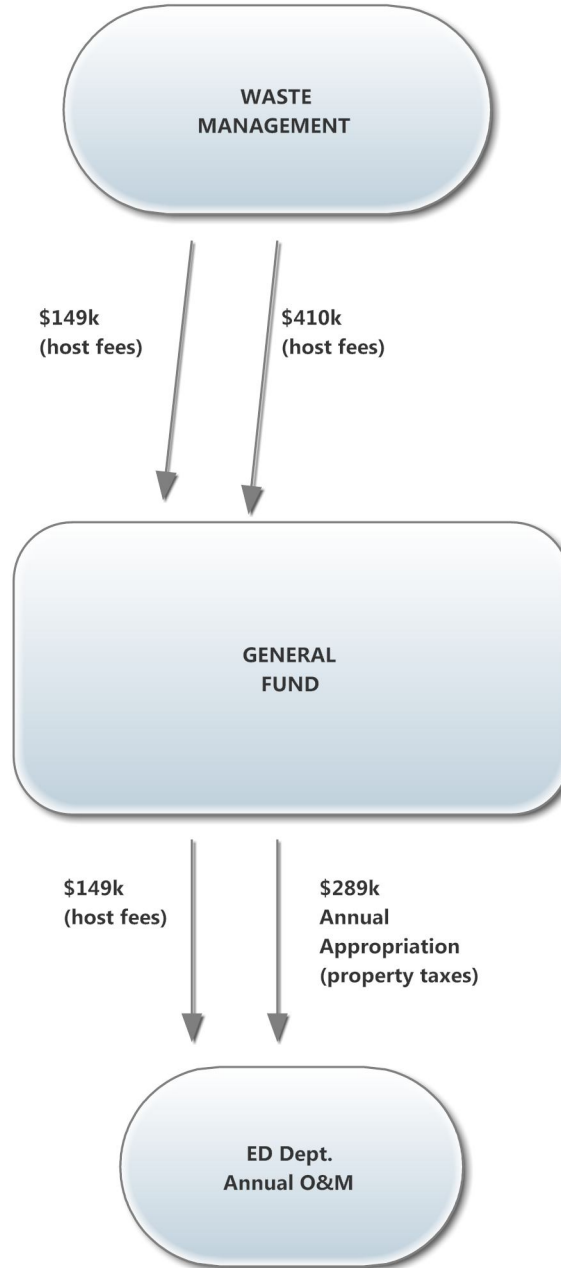 WASTE
MANAGEMENT
$149k
(host fees)
$410k
(host fees)
GENERAL
FUND
$149k
(host fees)
$289k
Annual
Appropriation
(property taxes)
ED Dept.
Annual O&M